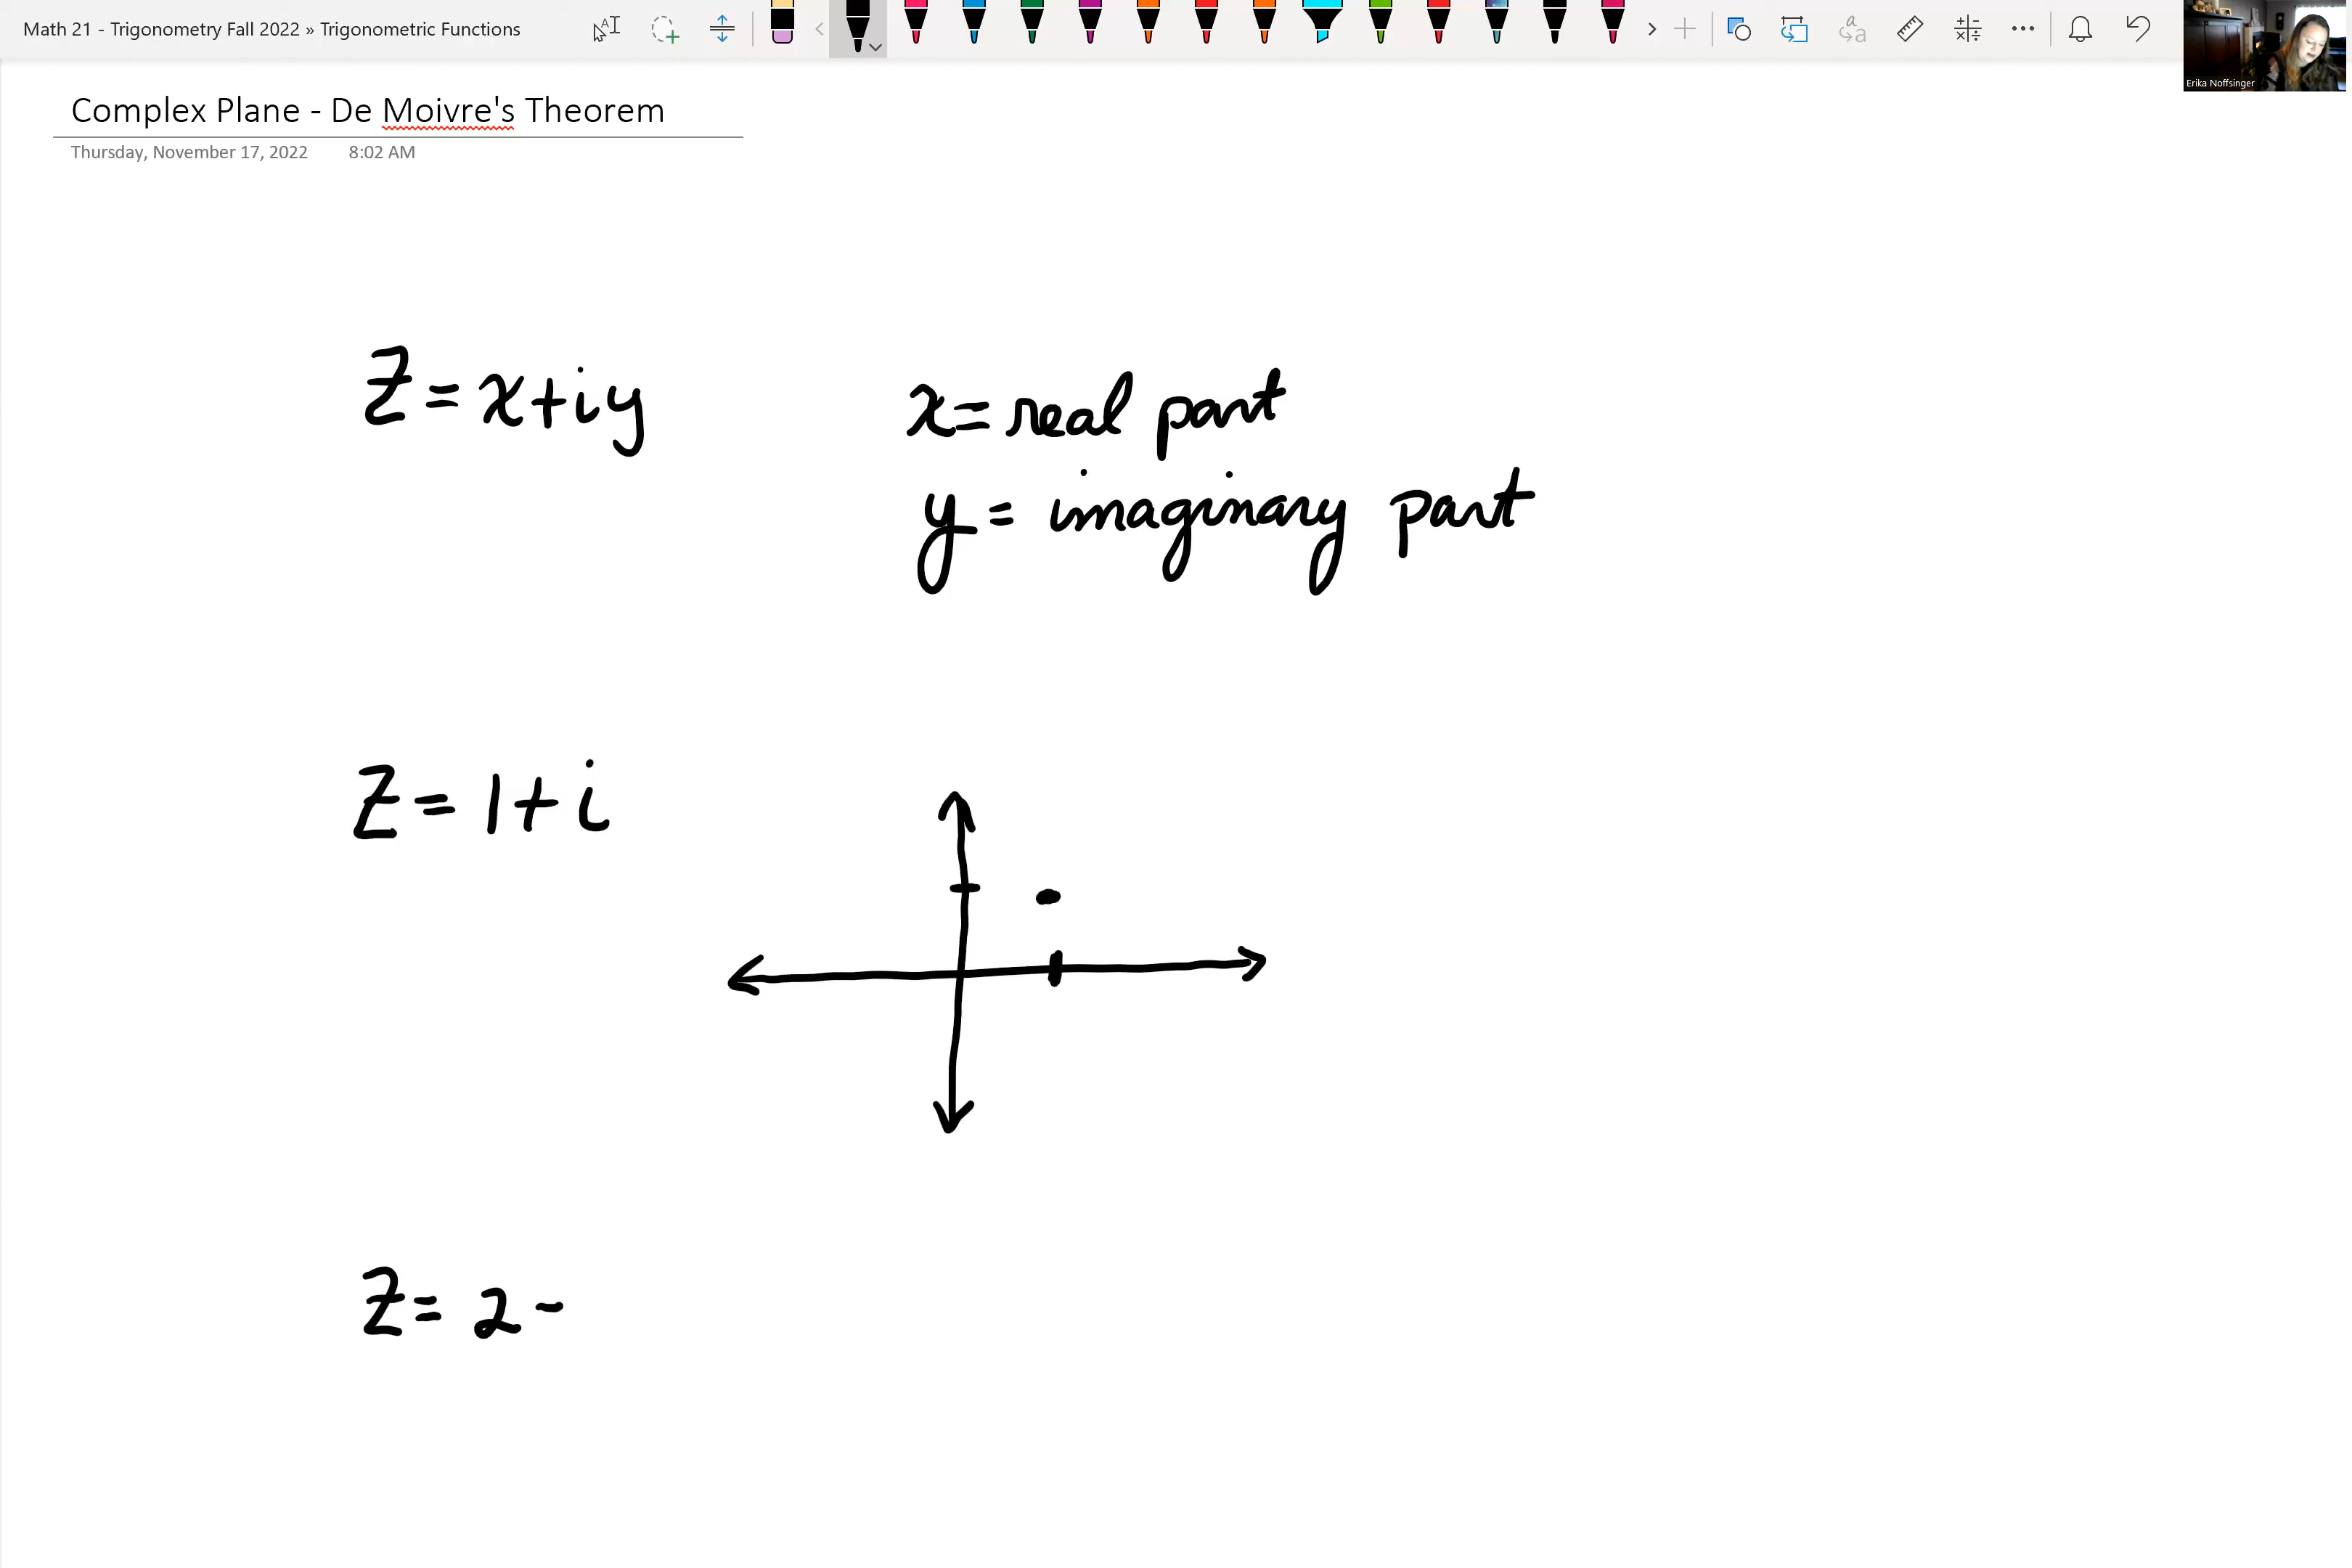 Math 21 - Trigonometry Fall 2022 » Trigonometric Functions
Erika Noffsinger
Complex Plane - De Moivre's Theorem
Thursday, November 17, 2022 8:02 AM
z = x + iy
x = real part
y = imaginary part
z = 1 + i
z = 2 -